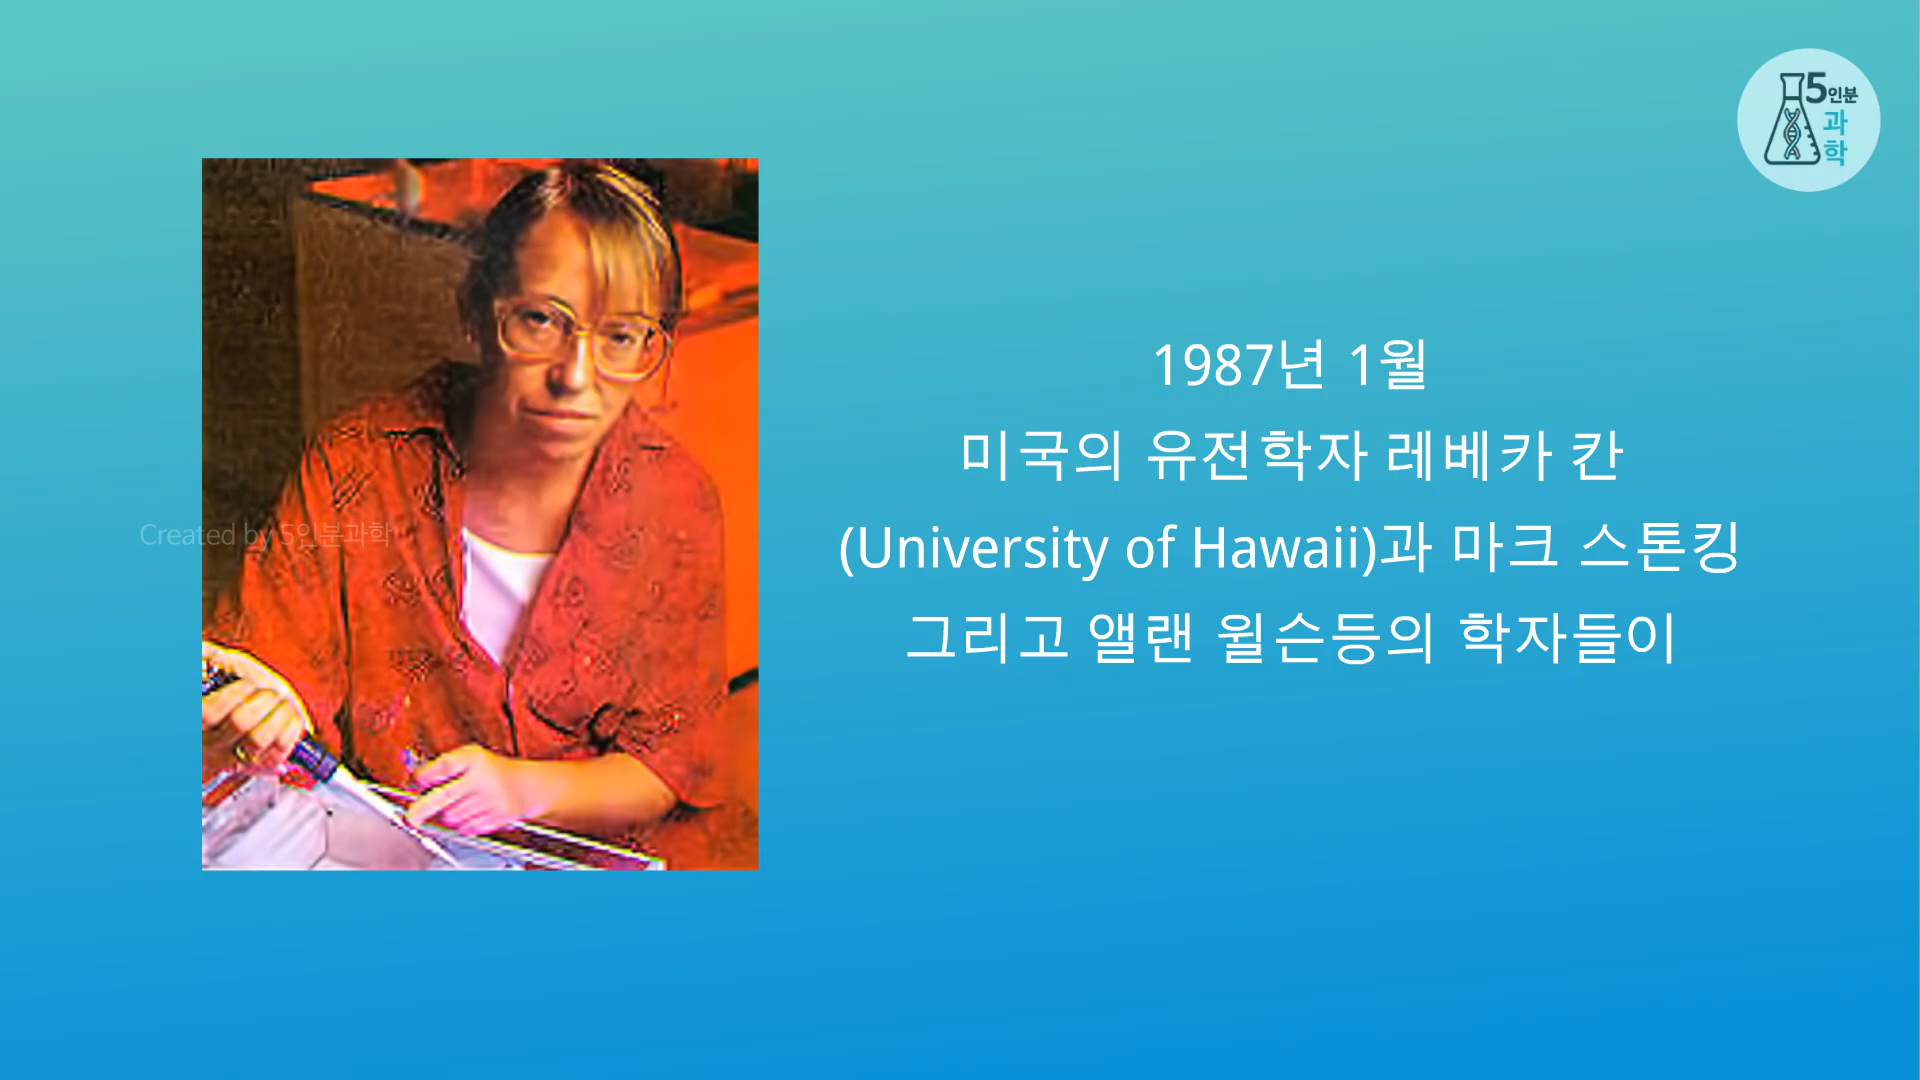 5인분
과
학
1987년 1월
미국의 유전학자 레베카 칸
(University of Hawaii)과 마크 스톤킹
그리고 앨랜 윌슨등의 학자들이
Created by 5인분과학